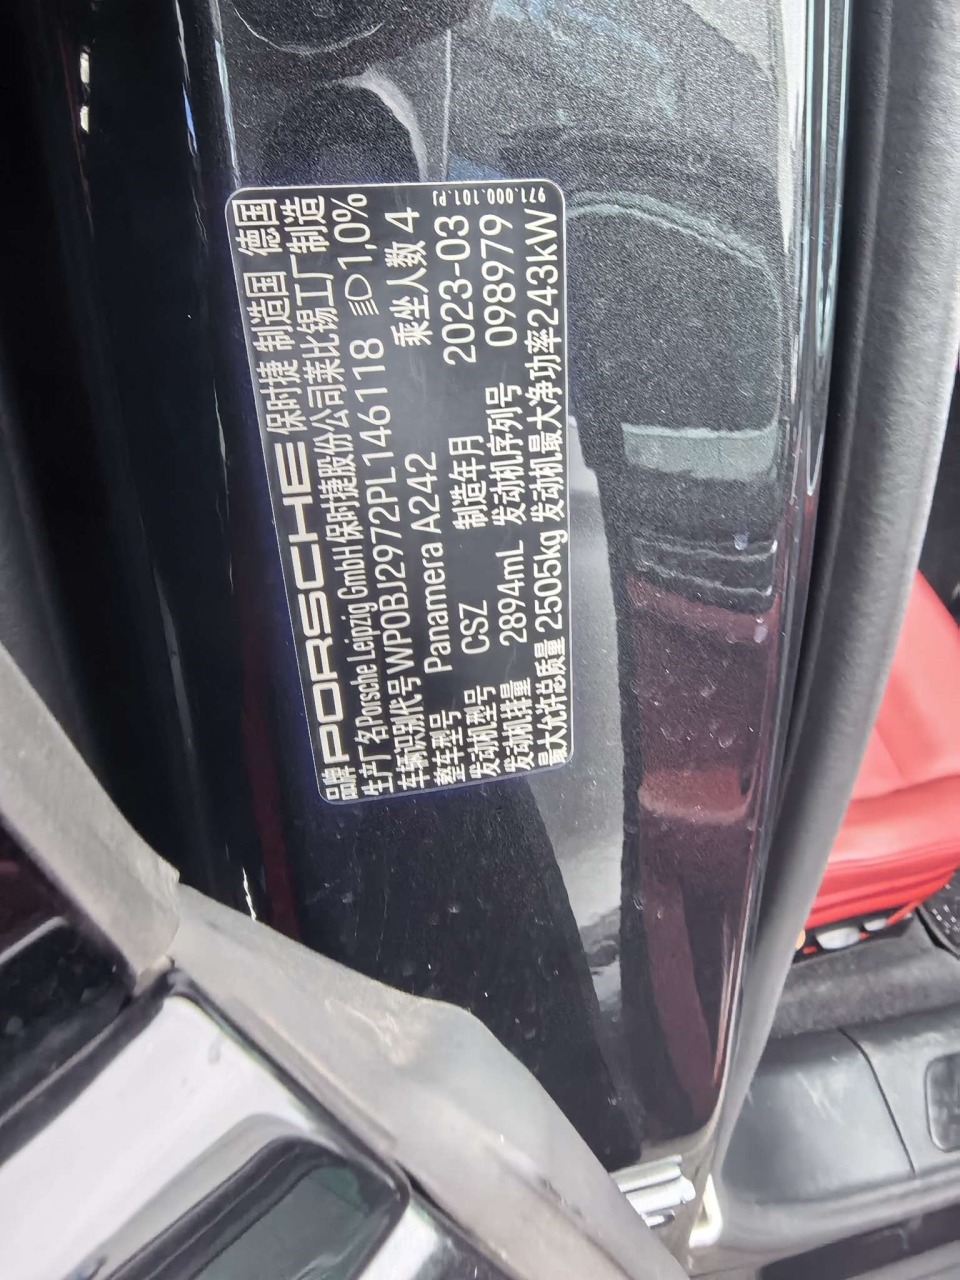 品牌 PORSCHE 保时捷 制造国 德国
生产厂名 Porsche Leipzig GmbH 保时捷股份公司莱比锡工厂制造
车辆识别代号 WP0BJ2972PL146118 1,0%
整车型号 Panamera A242 乘坐人数 4
发动机型号 CSZ 制造年月 2023-03
发动机排量 2894mL 发动机序列号 098979
最大允许总质量 2505kg 发动机最大净功率 243kW
971.000.101.PJ